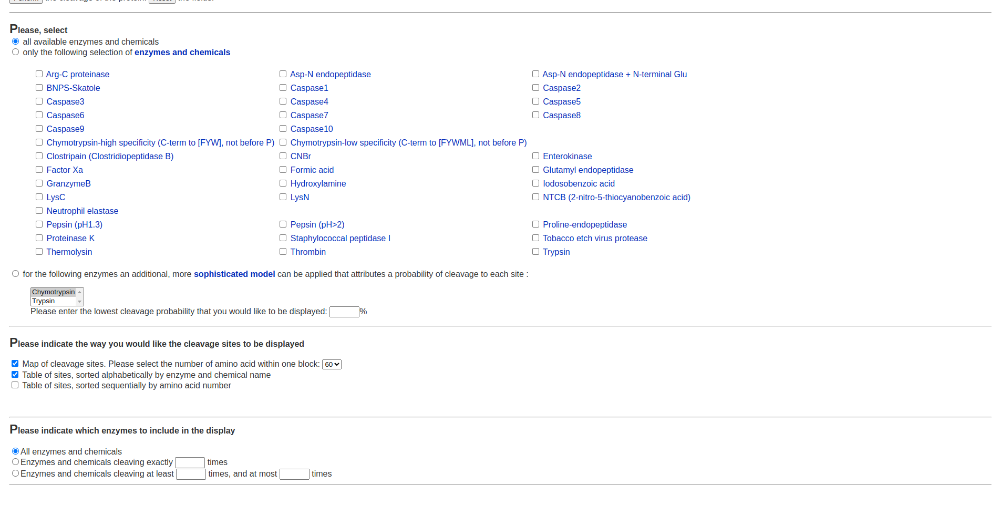 the cleavage of the protein. Reset the fields.
Please, select
all available enzymes and chemicals
only the following selection of enzymes and chemicals
Arg-C proteinase Asp-N endopeptidase Asp-N endopeptidase + N-terminal Glu
BNPS-Skatole Caspase1 Caspase2
Caspase3 Caspase4 Caspase5
Caspase6 Caspase7 Caspase8
Caspase9 Caspase10
Chymotrypsin-high specificity (C-term to [FYW], not before P) Chymotrypsin-low specificity (C-term to [FYWML], not before P)
Clostripain (Clostridiopeptidase B) CNBr Enterokinase
Factor Xa Formic acid Glutamyl endopeptidase
GranzymeB Hydroxylamine Iodosobenzoic acid
LysC LysN NTCB (2-nitro-5-thiocyanobenzoic acid)
Neutrophil elastase
Pepsin (pH1.3) Pepsin (pH>2) Proline-endopeptidase
Proteinase K Staphylococcal peptidase I Tobacco etch virus protease
Thermolysin Thrombin Trypsin
for the following enzymes an additional, more sophisticated model can be applied that attributes a probability of cleavage to each site :
Chymotrypsin
Trypsin
Please enter the lowest cleavage probability that you would like to be displayed: %
Please indicate the way you would like the cleavage sites to be displayed
Map of cleavage sites. Please select the number of amino acid within one block: 60
Table of sites, sorted alphabetically by enzyme and chemical name
Table of sites, sorted sequentially by amino acid number
Please indicate which enzymes to include in the display
All enzymes and chemicals
Enzymes and chemicals cleaving exactly times
Enzymes and chemicals cleaving at least times, and at most times